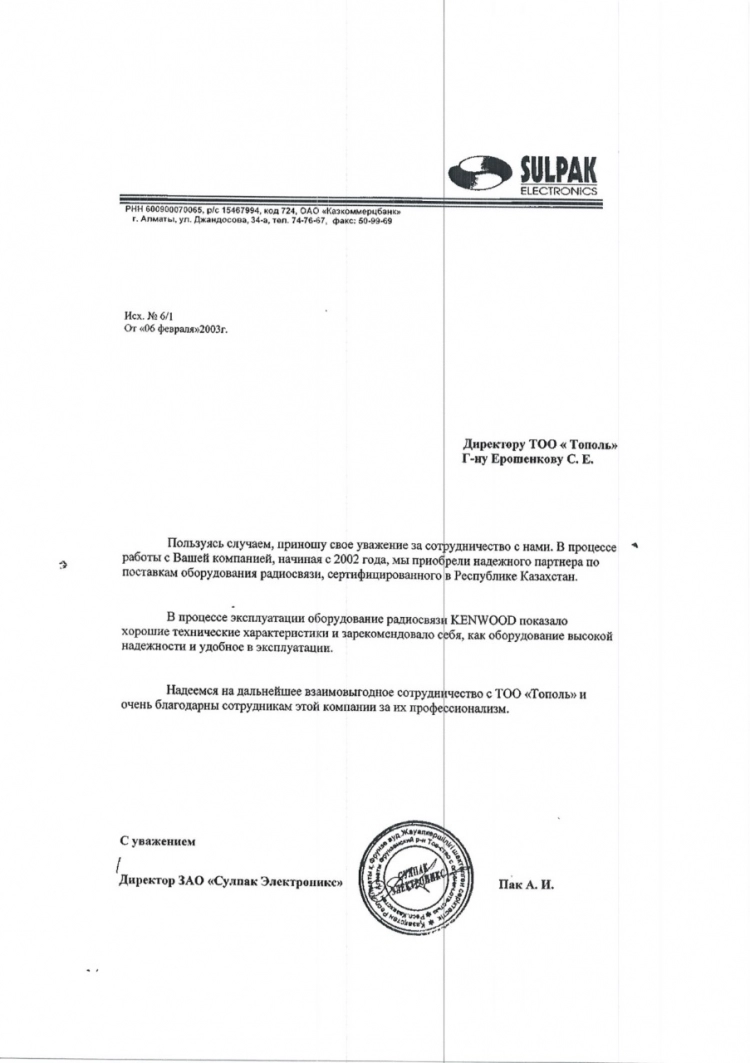 SULPAK
ELECTRONICS
РНН 600900070065, р/с 15467994, код 724, ОАО «Казкоммерцбанк»
г. Алматы, ул. Джандосова, 34-а, тел. 74-76-67, факс: 50-99-69
Исх. № 6/1
От «06 февраля»2003г.
Директору ТОО « Тополь»
Г-ну Ерошенкову С. Е.
Пользуясь случаем, приношу свое уважение за сотрудничество с нами. В процессе
работы с Вашей компанией, начиная с 2002 года, мы приобрели надежного партнера по
поставкам оборудования радиосвязи, сертифицированного в Республике Казахстан.
В процессе эксплуатации оборудование радиосвязи KENWOOD показало
хорошие технические характеристики и зарекомендовало себя, как оборудование высокой
надежности и удобное в эксплуатации.
Надеемся на дальнейшее взаимовыгодное сотрудничество с ТОО «Тополь» и
очень благодарны сотрудникам этой компании за их профессионализм.
С уважением
Директор ЗАО «Сулпак Электроникс»
СУЛПАК
ЭЛЕКТРОНИКС
Пак А. И.